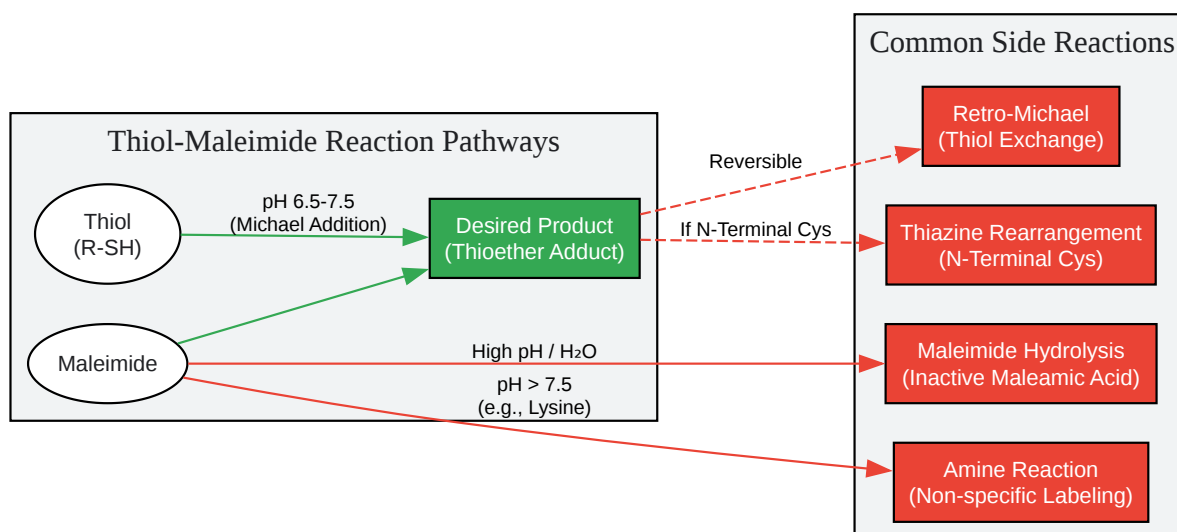 Thiol-Maleimide Reaction Pathways
Thiol
(R-SH)
pH 6.5-7.5
(Michael Addition)
Desired Product
(Thioether Adduct)
Maleimide
Reversible
If N-Terminal Cys
High pH / H₂O
pH > 7.5
(e.g., Lysine)
Common Side Reactions
Retro-Michael
(Thiol Exchange)
Thiazine Rearrangement
(N-Terminal Cys)
Maleimide Hydrolysis
(Inactive Maleamic Acid)
Amine Reaction
(Non-specific Labeling)